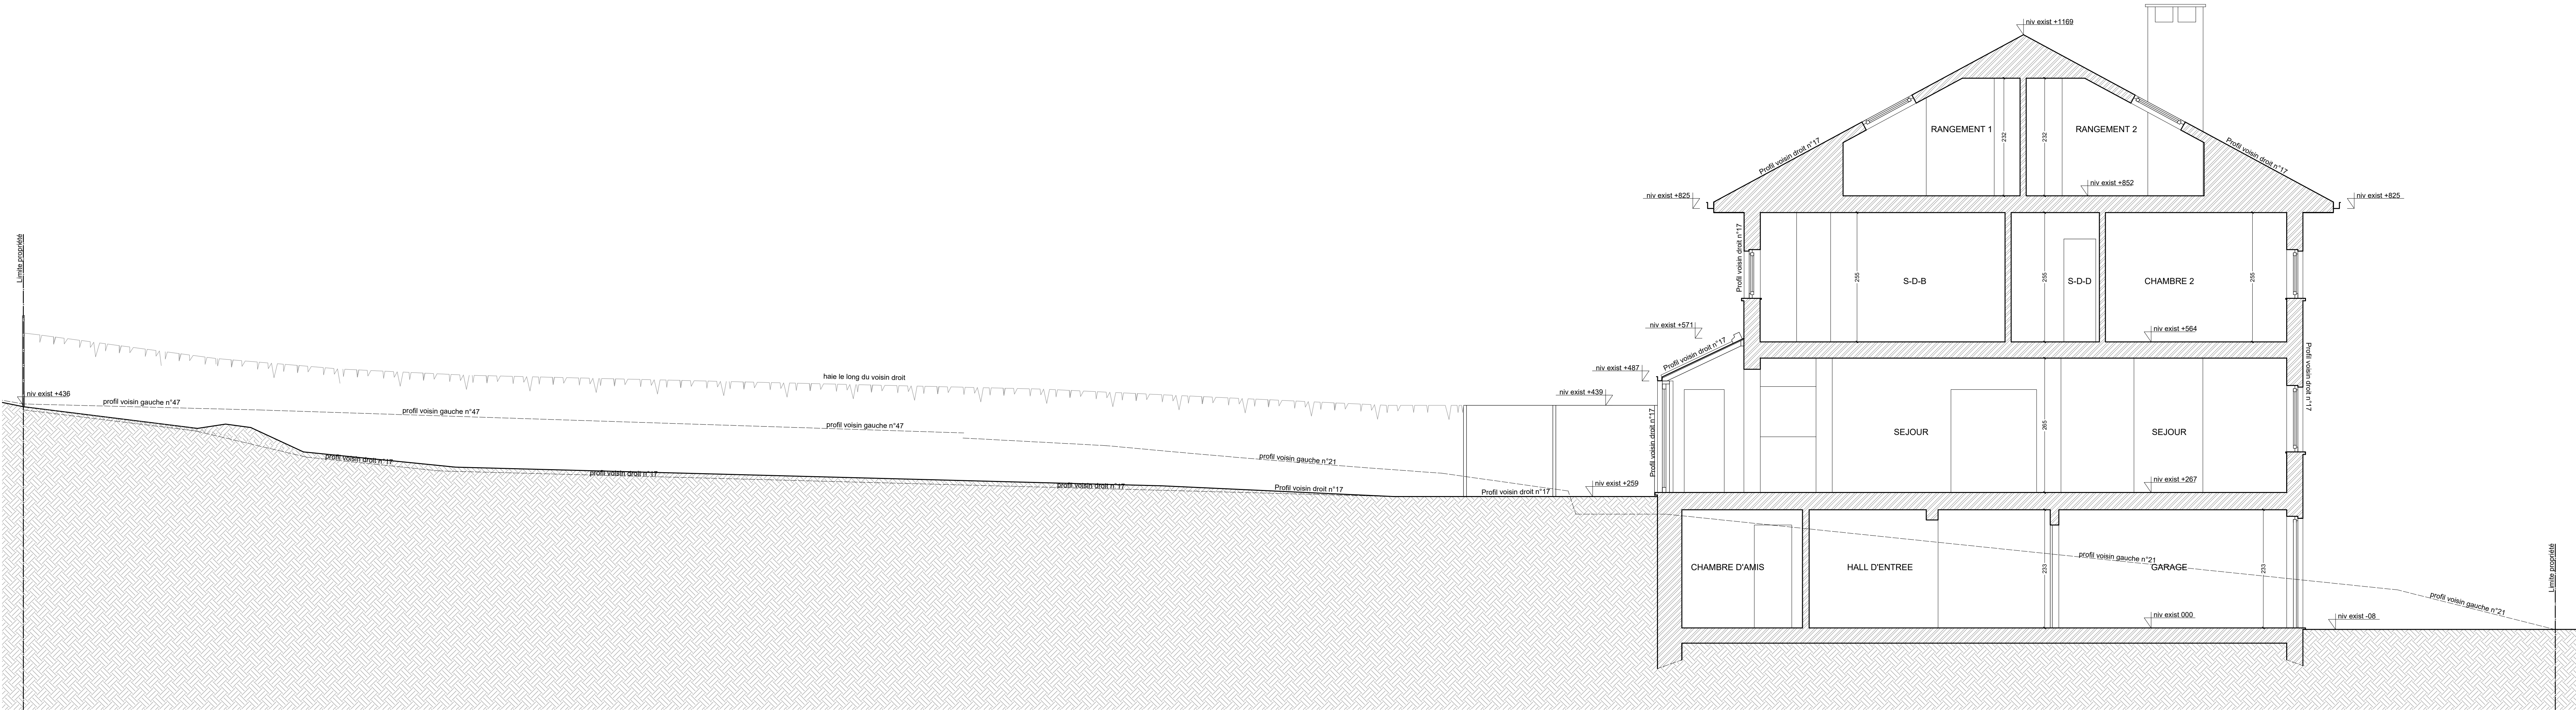 niv exist +1169
RANGEMENT 1
232
232
RANGEMENT 2
Profil voisin droit n°17
Profil voisin droit n°17
niv exist +852
niv exist +825
niv exist +825
Limite propriété
Profil voisin droit n°17
255
S-D-B
255
S-D-D
CHAMBRE 2
255
niv exist +571
niv exist +564
Profil voisin droit n°17
Profil voisin droit n°17
niv exist +487
haie le long du voisin droit
niv exist +436
niv exist +439
profil voisin gauche n°47
profil voisin gauche n°47
profil voisin gauche n°47
Profil voisin droit n°17
SEJOUR
265
SEJOUR
profil voisin gauche n°21
profil voisin droit n°17
profil voisin droit n°17
profil voisin droit n°17
Profil voisin droit n°17
Profil voisin droit n°17
niv exist +259
niv exist +267
profil voisin gauche n°21
CHAMBRE D'AMIS
HALL D'ENTREE
233
GARAGE
233
Limite propriété
profil voisin gauche n°21
niv exist 000
niv exist -08